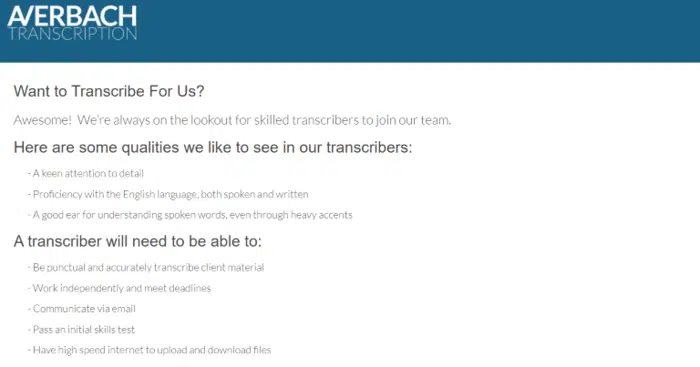 AVERBACH
TRANSCRIPTION
Want to Transcribe For Us?
Awesome! We're always on the lookout for skilled transcribers to join our team.
Here are some qualities we like to see in our transcribers:
- A keen attention to detail
- Proficiency with the English language, both spoken and written
- A good ear for understanding spoken words, even through heavy accents
A transcriber will need to be able to:
- Be punctual and accurately transcribe client material
- Work independently and meet deadlines
- Communicate via email
- Pass an initial skills test
- Have high speed internet to upload and download files